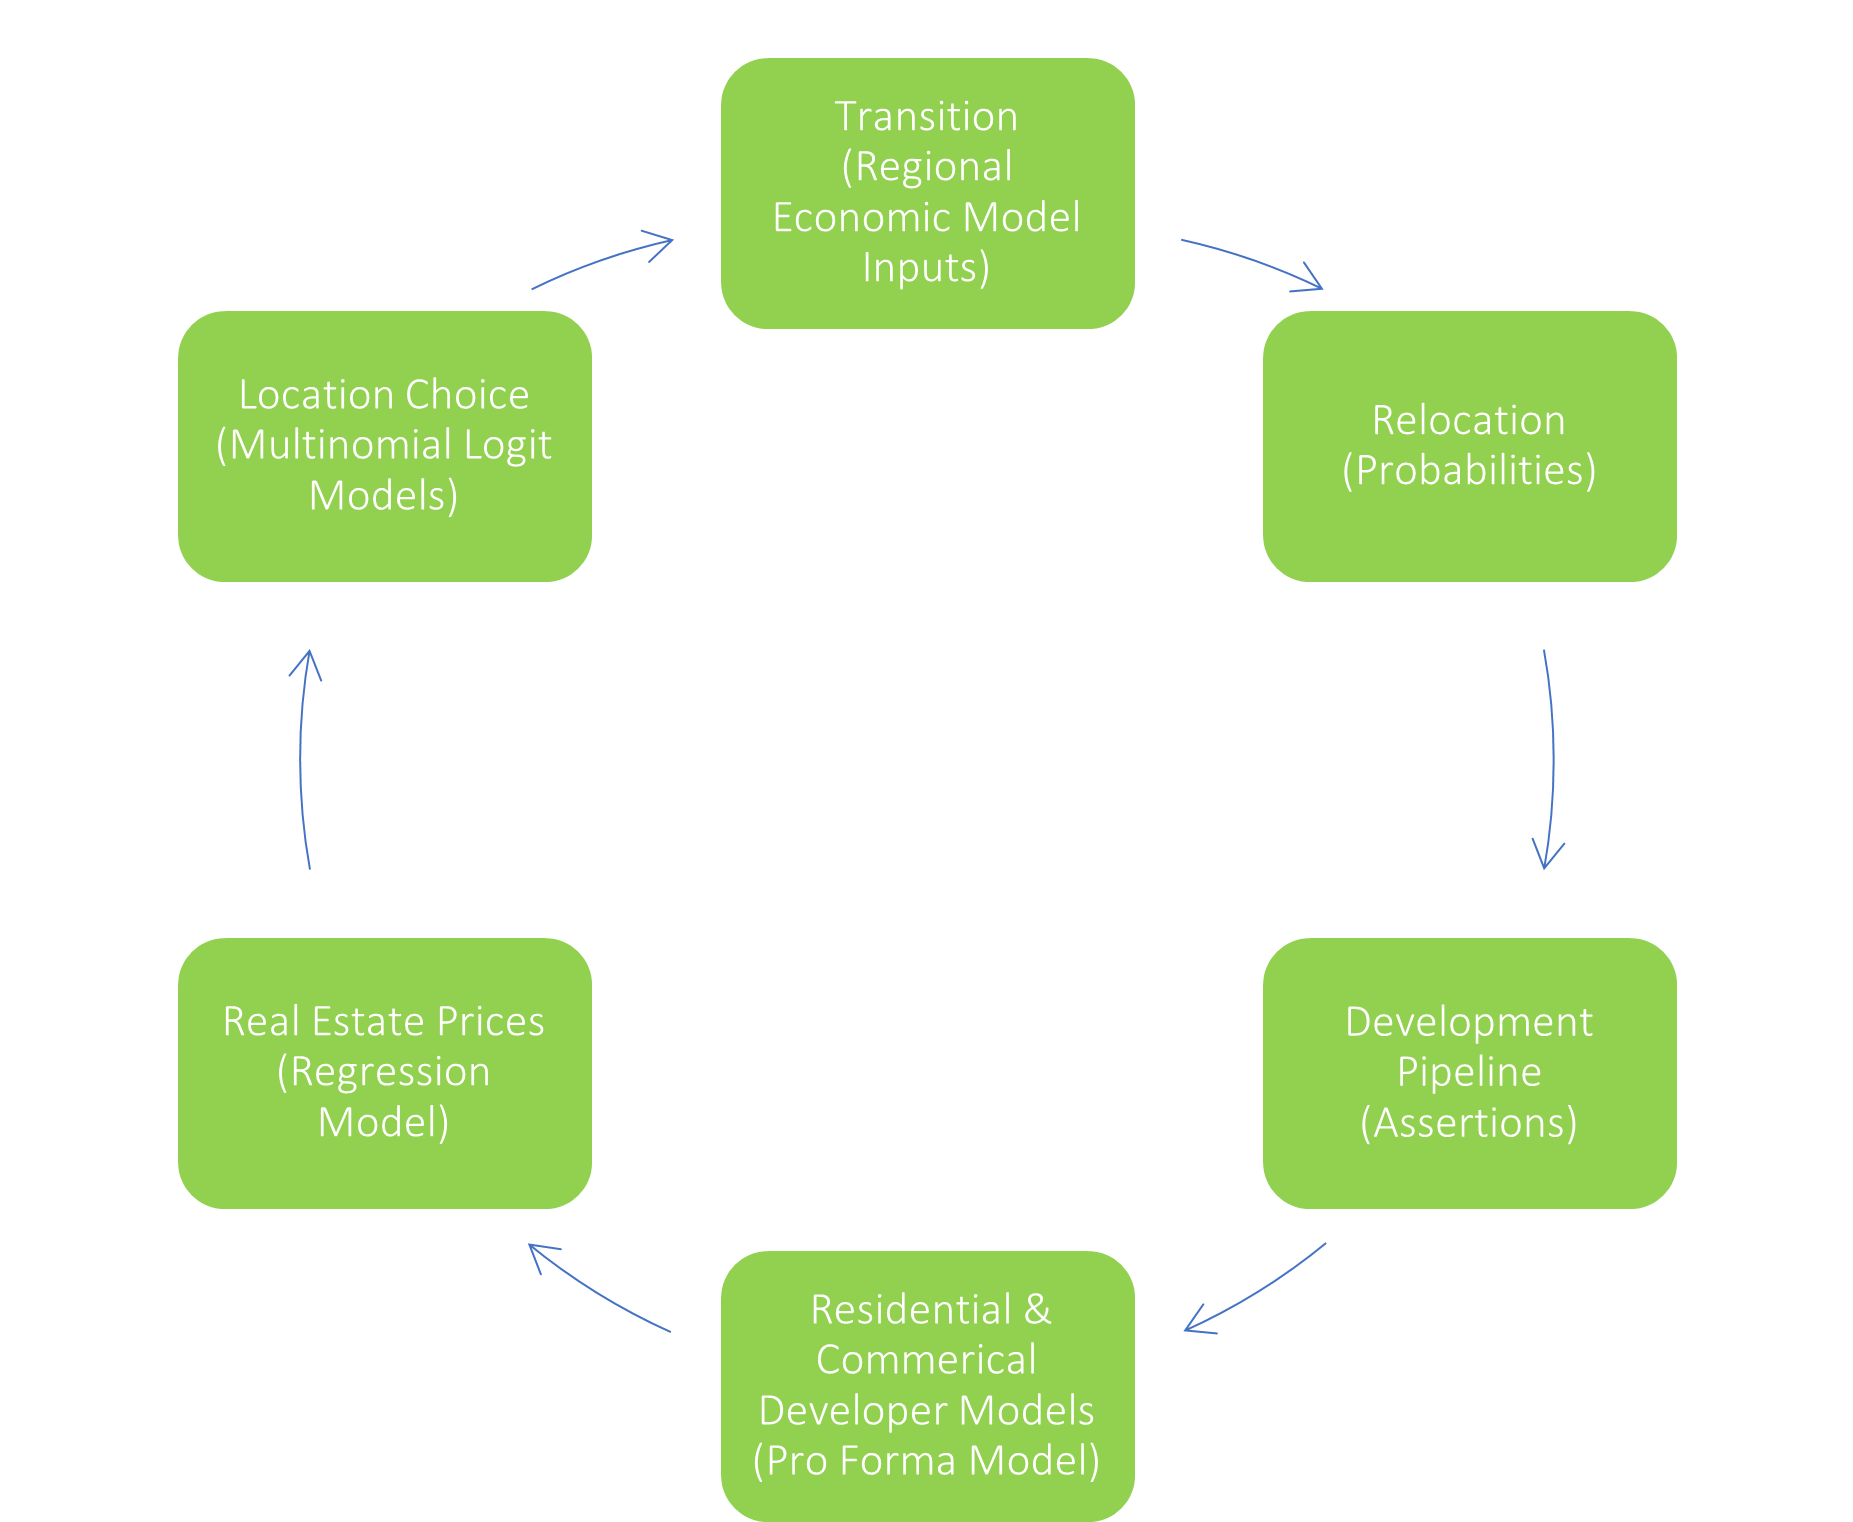 Transition
(Regional
Economic Model
Inputs)
Relocation
(Probabilities)
Development
Pipeline
(Assertions)
Residential &
Commerical
Developer Models
(Pro Forma Model)
Real Estate Prices
(Regression
Model)
Location Choice
(Multinomial Logit
Models)